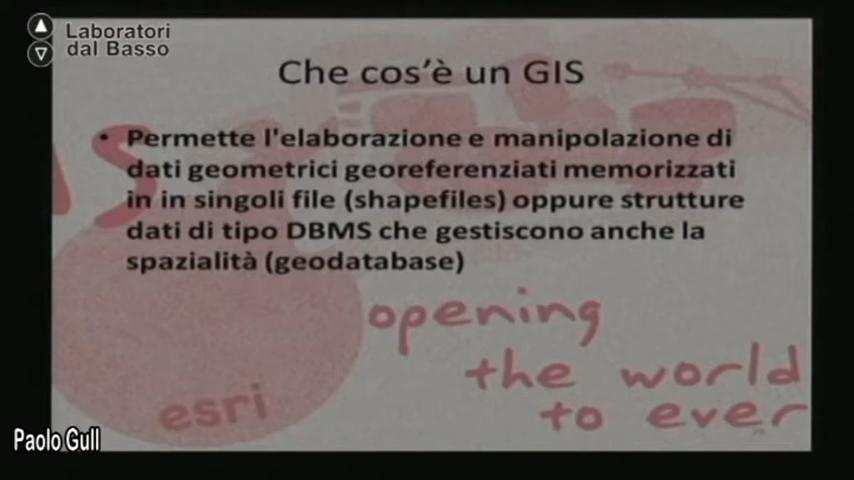 Laboratori
dal Basso
Che cos'è un GIS
• Permette l'elaborazione e manipolazione di
dati geometrici georeferenziati memorizzati
in in singoli file (shapefiles) oppure strutture
dati di tipo DBMS che gestiscono anche la
spazialità (geodatabase)
opening
the world
to ever
esri
Paolo Gull